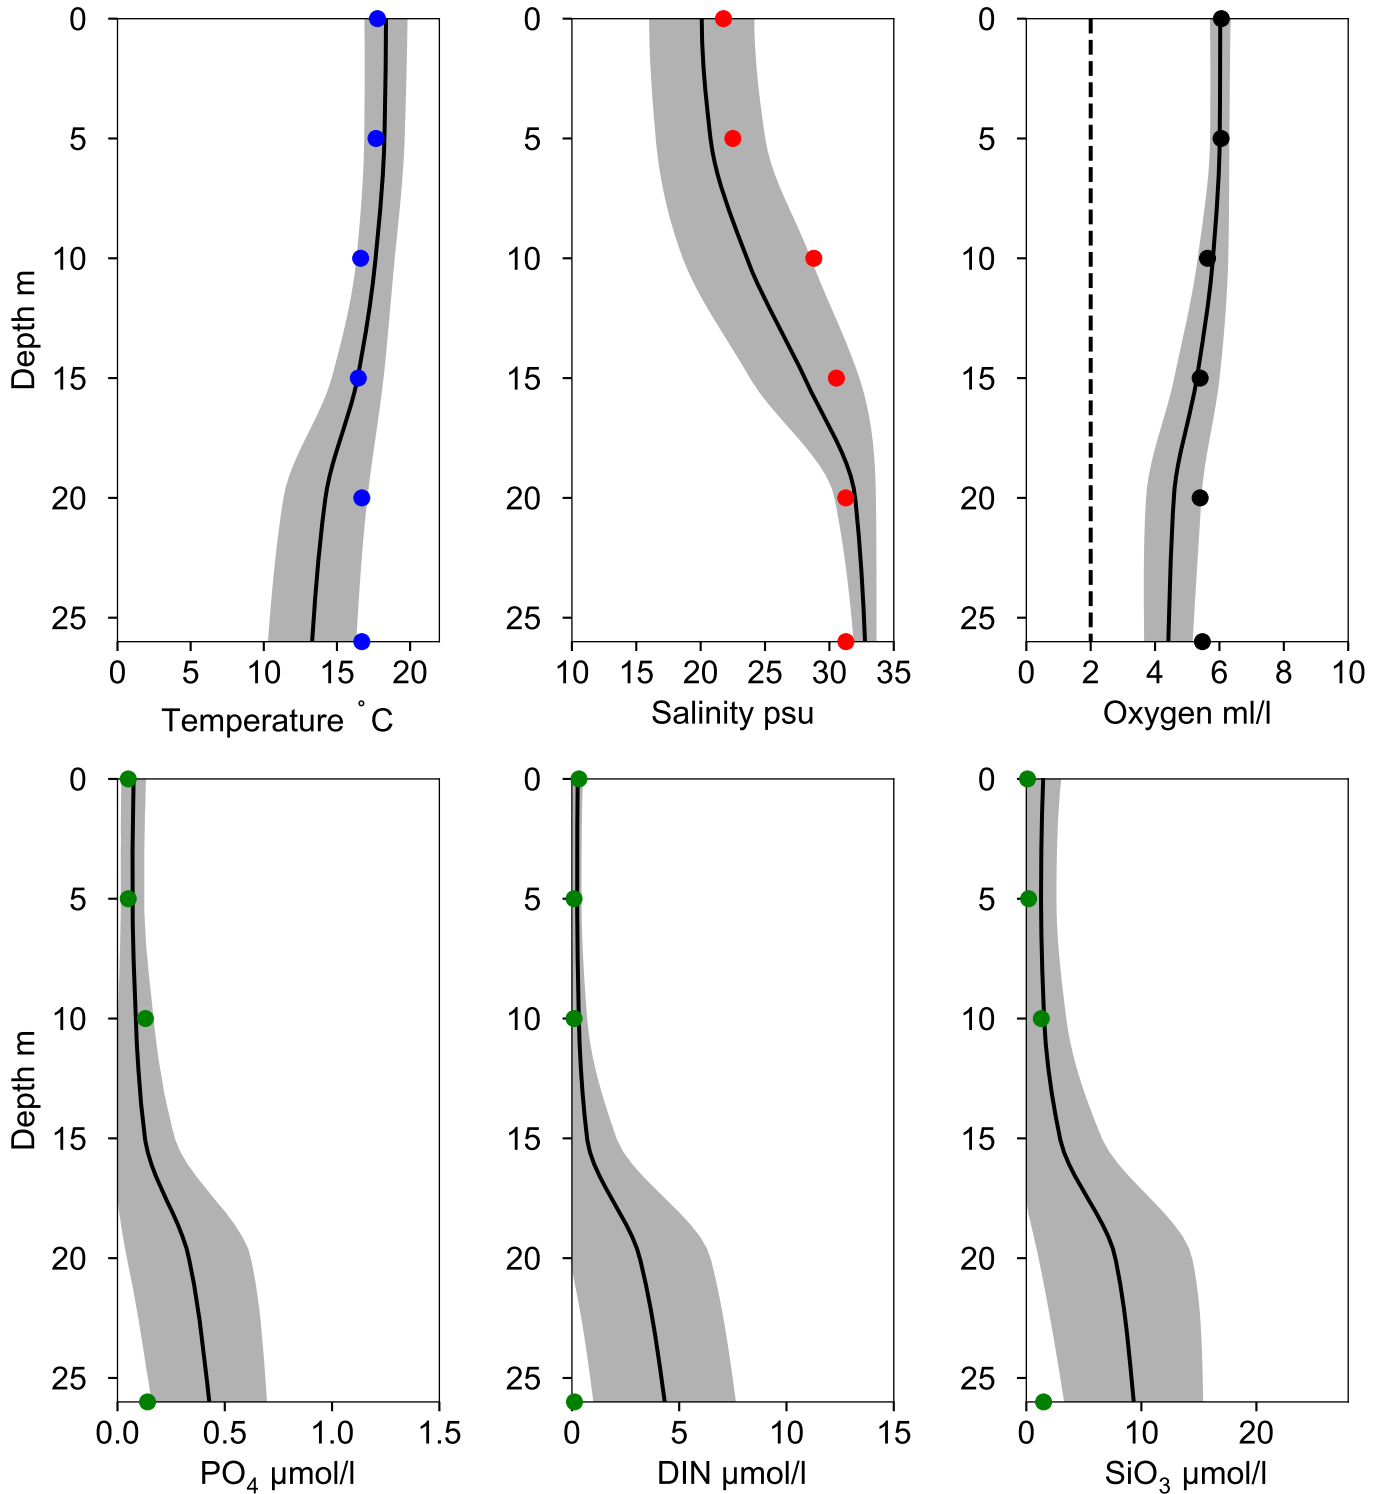 0
5
10
15
20
25
Depth m
0 5 10 15 20
Temperature °C
0
5
10
15
20
25
10 15 20 25 30 35
Salinity psu
0
5
10
15
20
25
0 2 4 6 8 10
Oxygen ml/l
0
5
10
15
20
25
Depth m
0.0 0.5 1.0 1.5
PO₄ µmol/l
0
5
10
15
20
25
0 5 10 15
DIN µmol/l
0
5
10
15
20
25
0 10 20
SiO₃ µmol/l